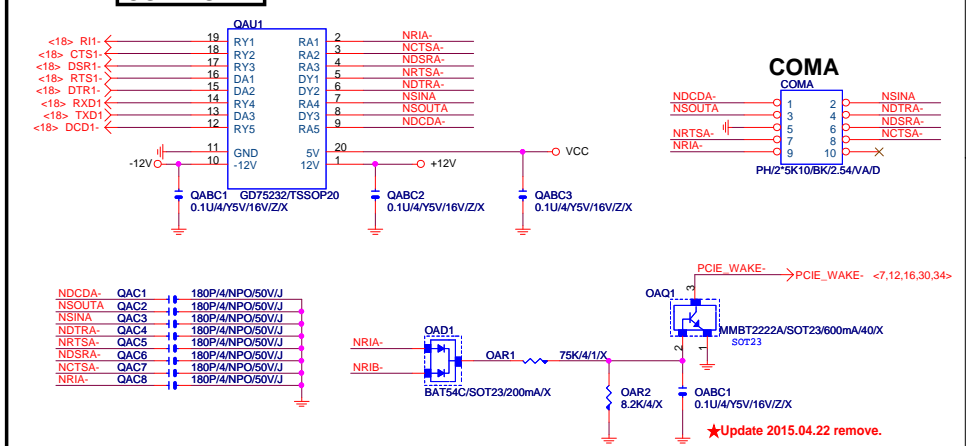 QAU1
<18> RI1- 19 RY1 RA1 2 NRIA-
<18> CTS1- 18 RY2 RA2 3 NCTSA-
<18> DSR1- 17 RY3 RA3 4 NDSRA-
<18> RTS1- 16 DA1 DY1 5 NRTSA-
<18> DTR1- 15 DA2 DY2 6 NDTRA-
<18> RXD1 14 RY4 RA4 7 NSINA
<18> TXD1 13 DA3 DY3 8 NSOUTA
<18> DCD1- 12 RY5 RA5 9 NDCDA-
11 GND 5V 20 VCC
-12V 10 -12V 12V 1 +12V
GD75232/TSSOP20
QABC1
0.1U/4/Y5V/16V/Z/X
QABC2
0.1U/4/Y5V/16V/Z/X
QABC3
0.1U/4/Y5V/16V/Z/X
COMA
COMA
NDCDA- 1 2 NSINA
NSOUTA 3 4 NDTRA-
5 6 NDSRA-
NRTSA- 7 8 NCTSA-
NRIA- 9 10
PH/2*5K10/BK/2.54/VA/D
NDCDA- QAC1 180P/4/NPO/50V/J
NSOUTA QAC2 180P/4/NPO/50V/J
NSINA QAC3 180P/4/NPO/50V/J
NDTRA- QAC4 180P/4/NPO/50V/J
NRTSA- QAC5 180P/4/NPO/50V/J
NDSRA- QAC6 180P/4/NPO/50V/J
NCTSA- QAC7 180P/4/NPO/50V/J
NRIA- QAC8 180P/4/NPO/50V/J
PCIE_WAKE- PCIE_WAKE- <7,12,16,30,34>
OAQ1
3
MMBT2222A/SOT23/600mA/40/X
SOT23
2 1
OAD1
NRIA-
NRIB-
BAT54C/SOT23/200mA/X
OAR1 75K/4/1/X
OAR2
8.2K/4/X
OABC1
0.1U/4/Y5V/16V/Z/X
★Update 2015.04.22 remove.